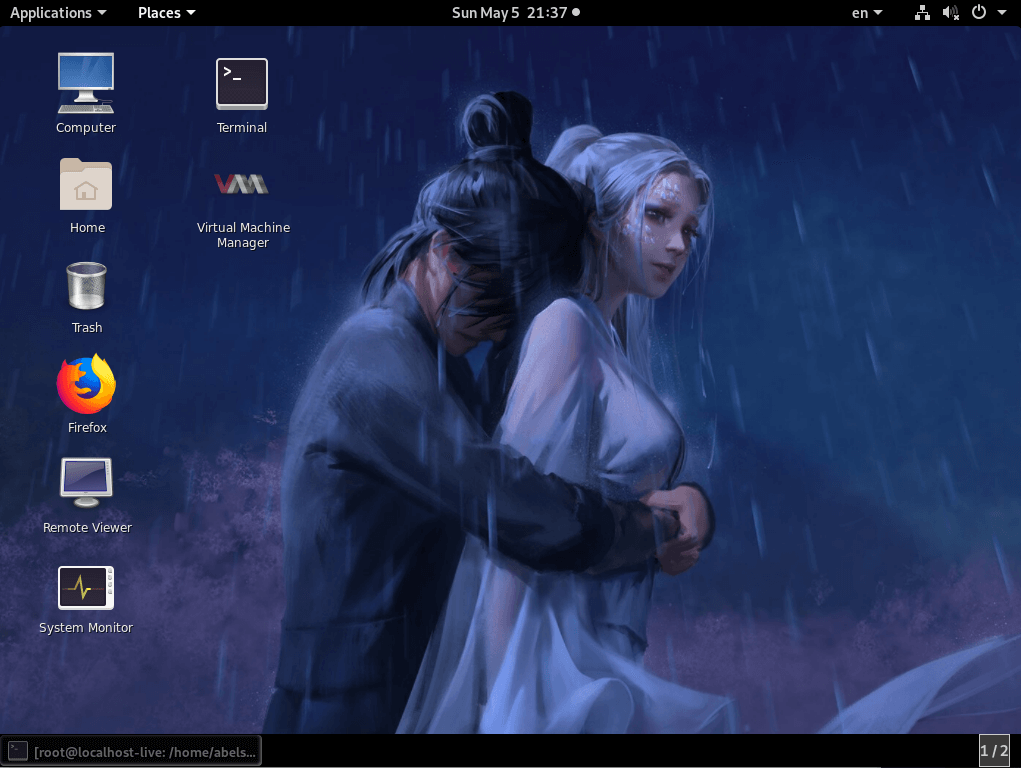 Applications
Places
Sun May 5 21:37
en
Computer
Terminal
Home
Virtual Machine
Manager
Trash
Firefox
Remote Viewer
System Monitor
[root@localhost-live: /home/abels...
1 / 2